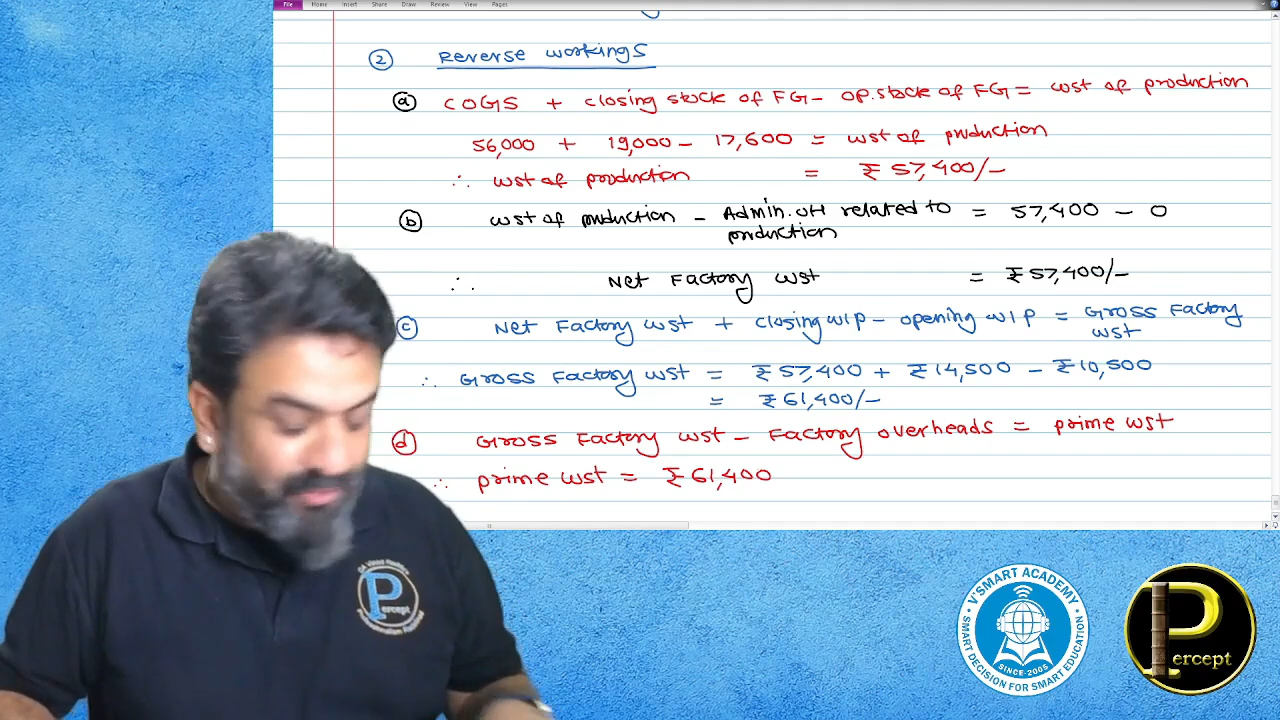 File Home Insert Share Draw Review View Pages
② Reverse workings
ⓐ COGS + closing stock of FG - op.stock of FG = cost of production
56,000 + 19,000 - 17,600 = cost of production
∴ cost of production = ₹57,400/-
ⓑ cost of production - Admin.OH related to production = 57,400 - 0
∴ Net Factory cost = ₹57,400/-
ⓒ Net Factory cost + closing WIP - opening WIP = Gross Factory cost
∴ Gross Factory cost = ₹57,400 + ₹14,500 - ₹10,500
= ₹61,400/-
ⓓ Gross Factory cost - Factory overheads = prime cost
∴ prime cost = ₹61,400
P
ercept
V'SMART ACADEMY
SINCE-2005
SMART DECISION FOR SMART EDUCATION
P
ercept